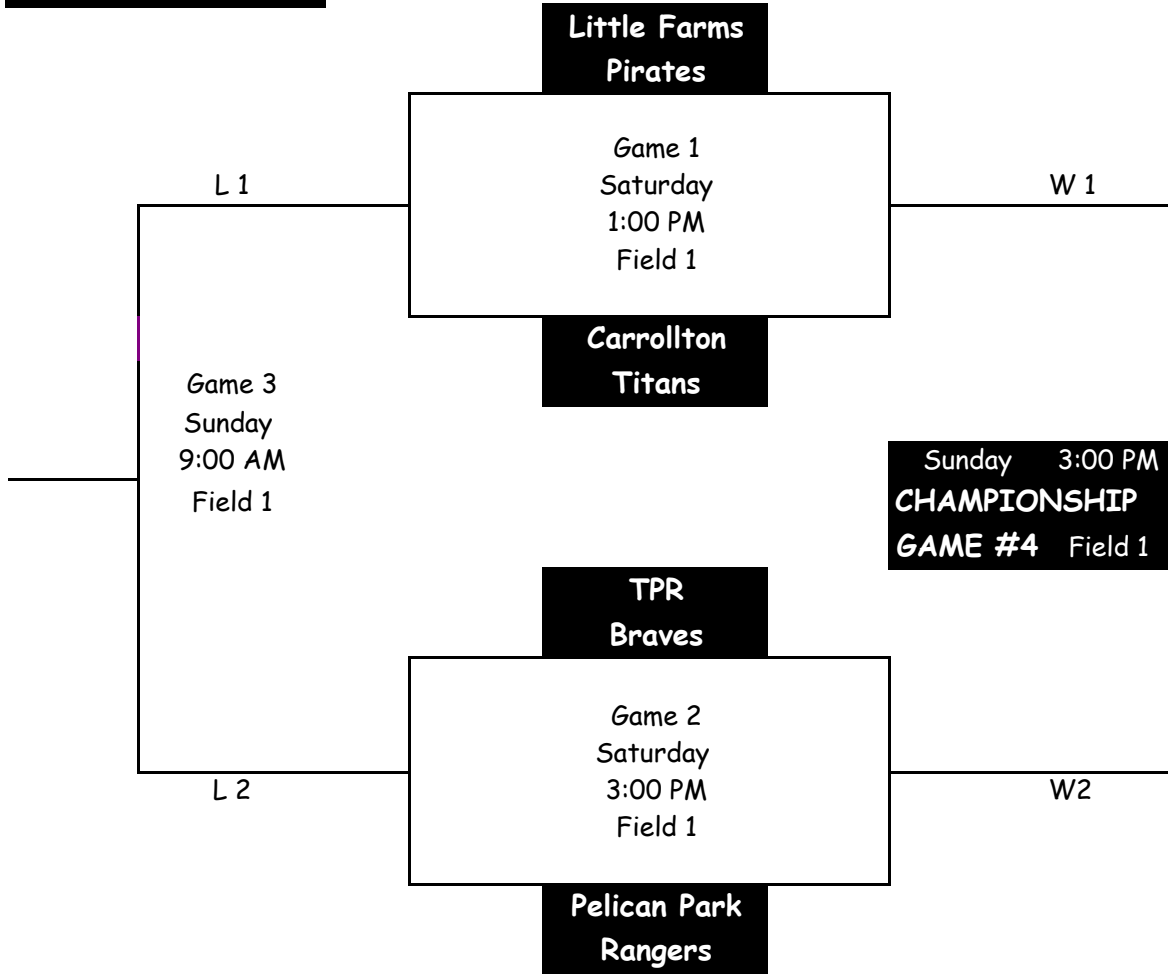 Little Farms
Pirates
Game 1
Saturday
1:00 PM
Field 1
L 1
W 1
Carrollton
Titans
Game 3
Sunday
9:00 AM
Field 1
Sunday 3:00 PM
CHAMPIONSHIP
GAME #4 Field 1
TPR
Braves
Game 2
Saturday
3:00 PM
Field 1
L 2
W2
Pelican Park
Rangers